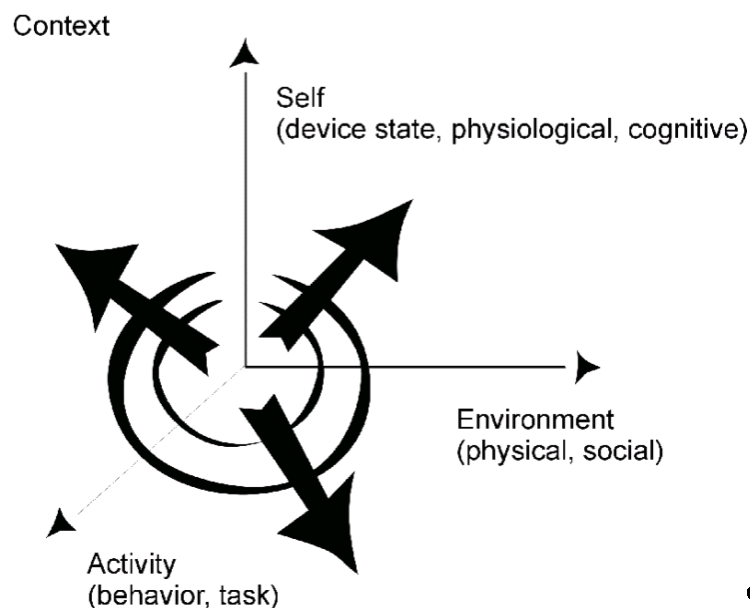 Context
Self
(device state, physiological, cognitive)
Environment
(physical, social)
Activity
(behavior, task)